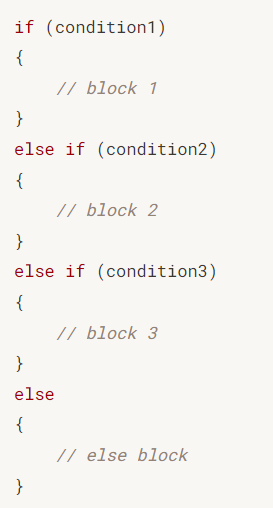 if (condition1)
{
    // block 1
}
else if (condition2)
{
    // block 2
}
else if (condition3)
{
    // block 3
}
else
{
    // else block
}